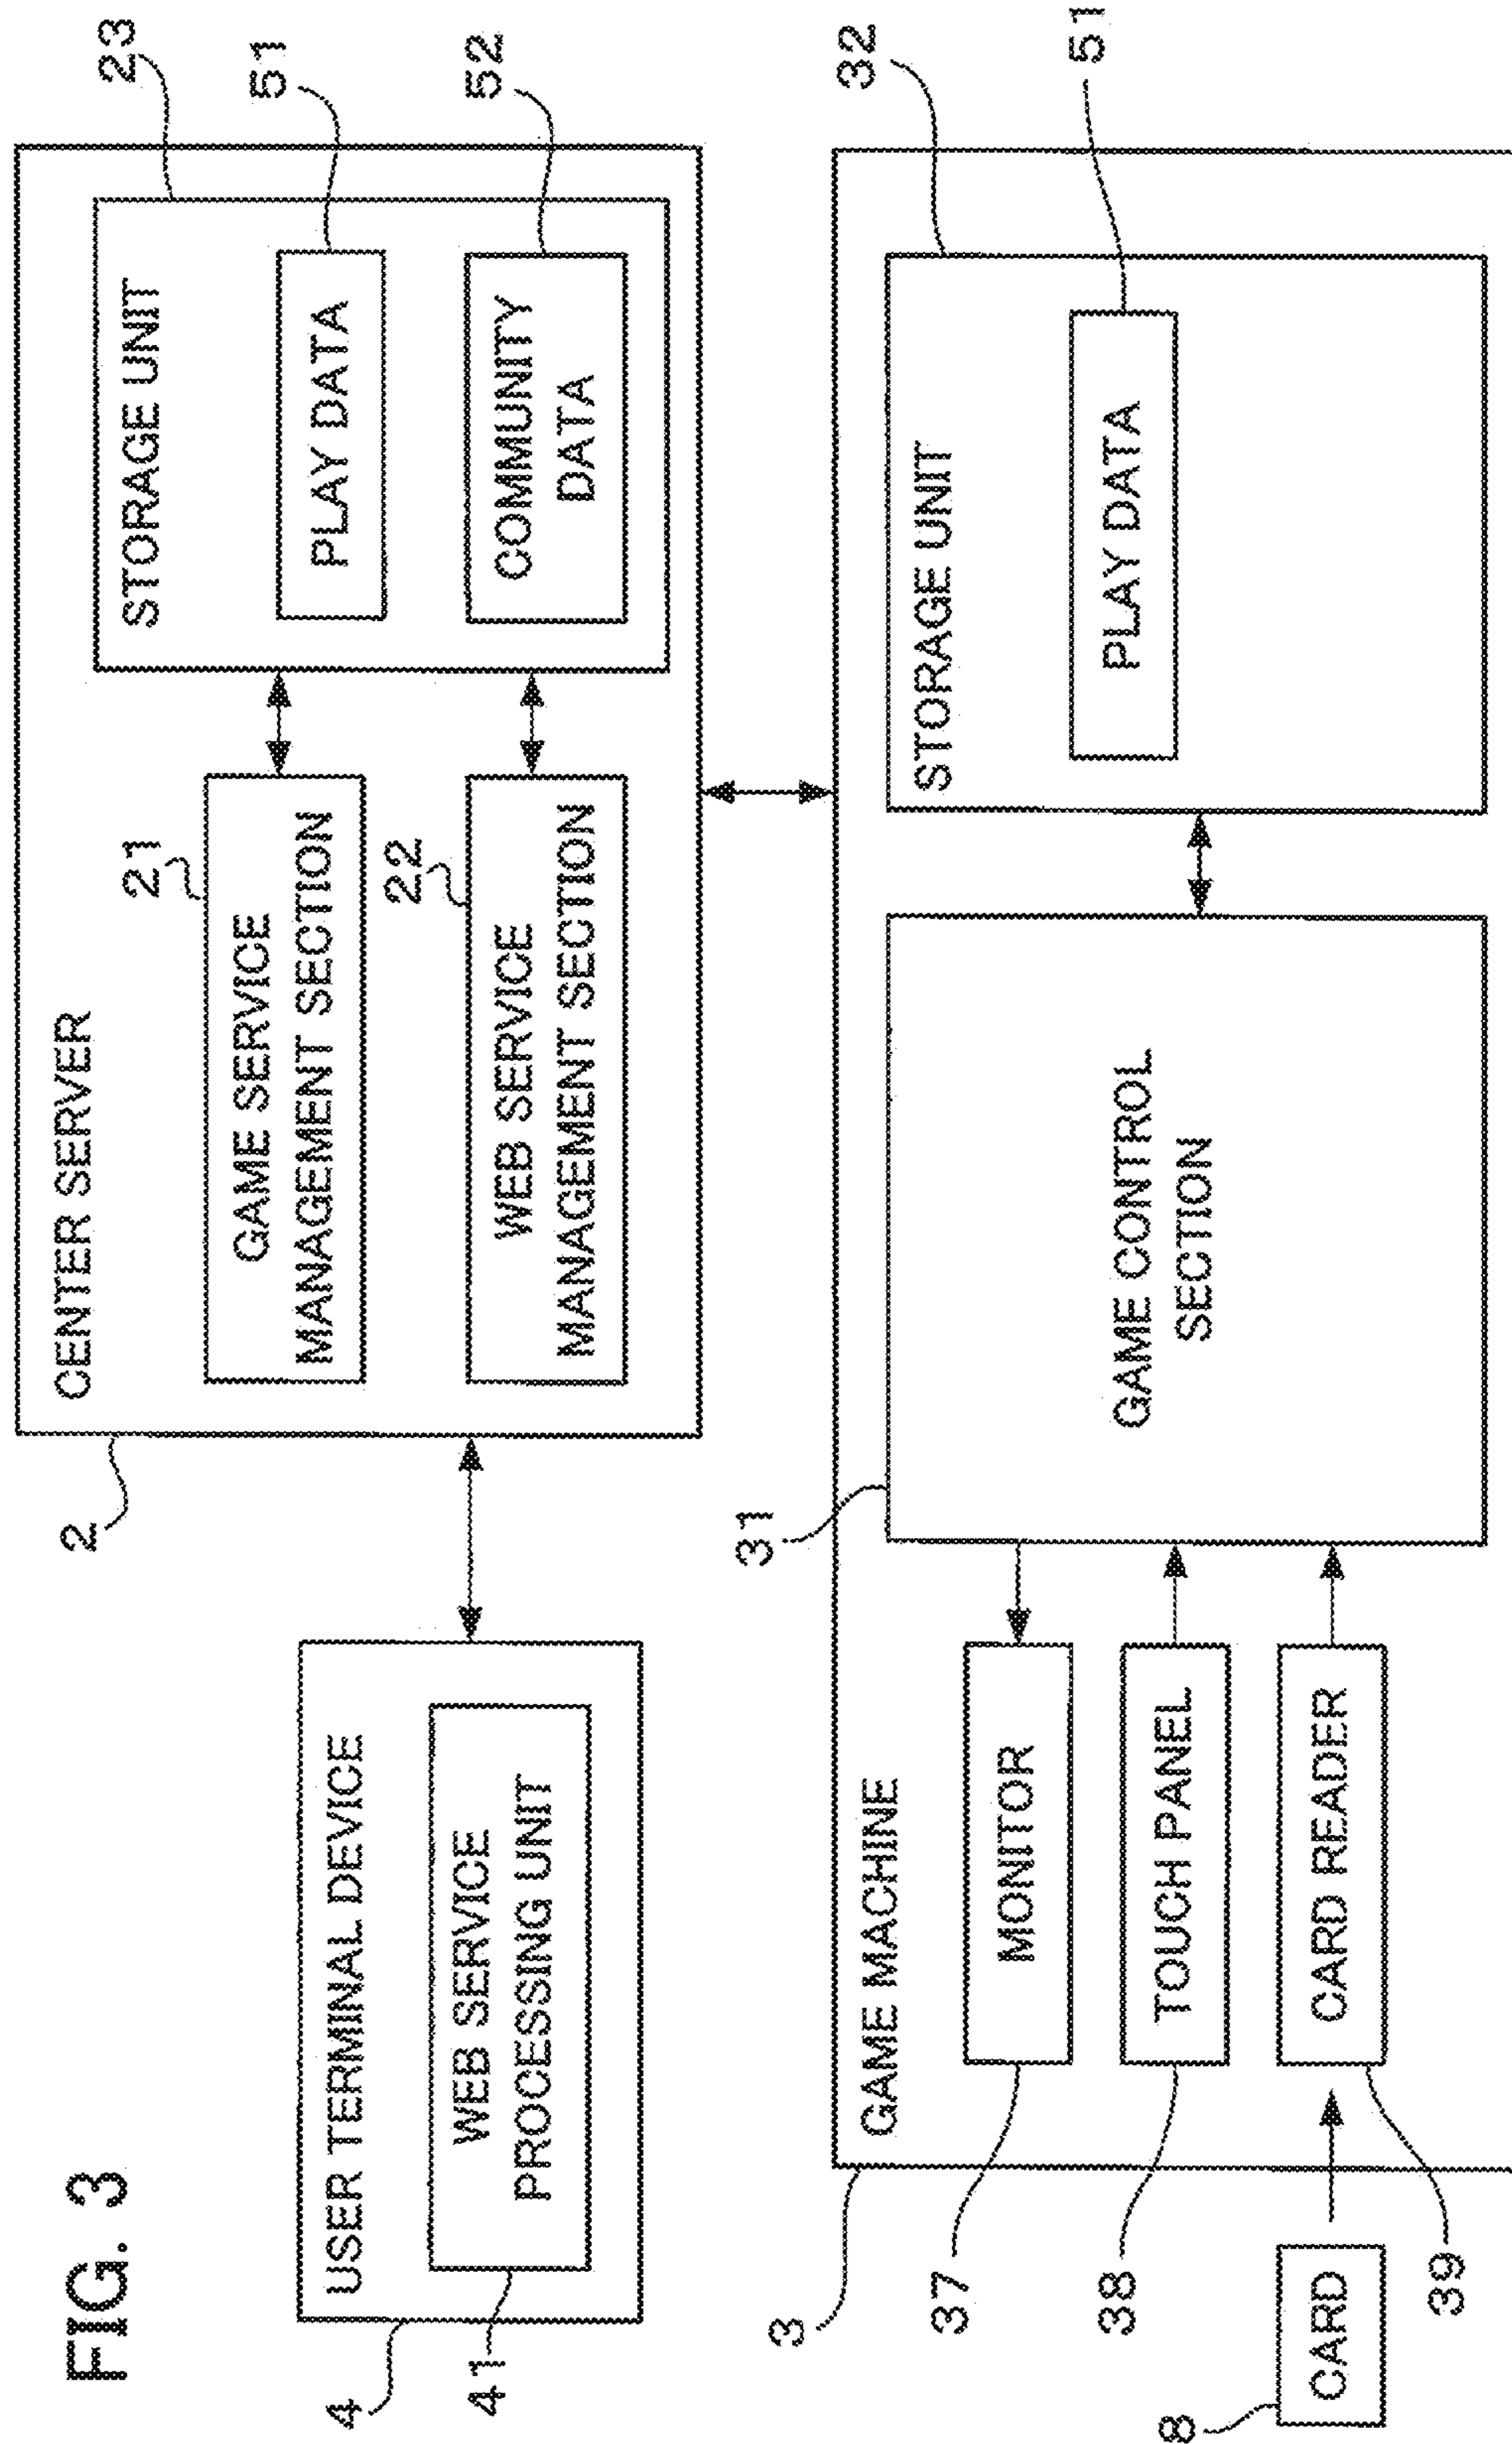 FIG. 3
4
USER TERMINAL DEVICE
41
WEB SERVICE
PROCESSING UNIT
2
CENTER SERVER
21
GAME SERVICE
MANAGEMENT SECTION
22
WEB SERVICE
MANAGEMENT SECTION
23
STORAGE UNIT
51
PLAY DATA
52
COMMUNITY
DATA
3
GAME MACHINE
37
MONITOR
38
TOUCH PANEL
39
CARD READER
8
CARD
31
GAME CONTROL
SECTION
32
STORAGE UNIT
51
PLAY DATA